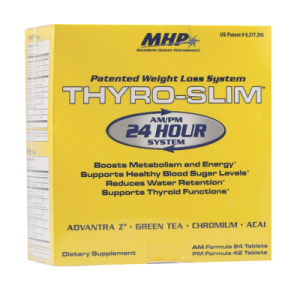 US Patent # 6,277,396
MHP
MAXIMUM HUMAN PERFORMANCE
Patented Weight Loss System
THYRO-SLIM™
AM/PM
24 HOUR
SYSTEM
Boosts Metabolism and Energy*
Supports Healthy Blood Sugar Levels*
Reduces Water Retention*
Supports Thyroid Functions*
ADVANTRA Z® • GREEN TEA • CHROMIUM • ACAI
Dietary Supplement
AM Formula 84 Tablets
PM Formula 42 Tablets